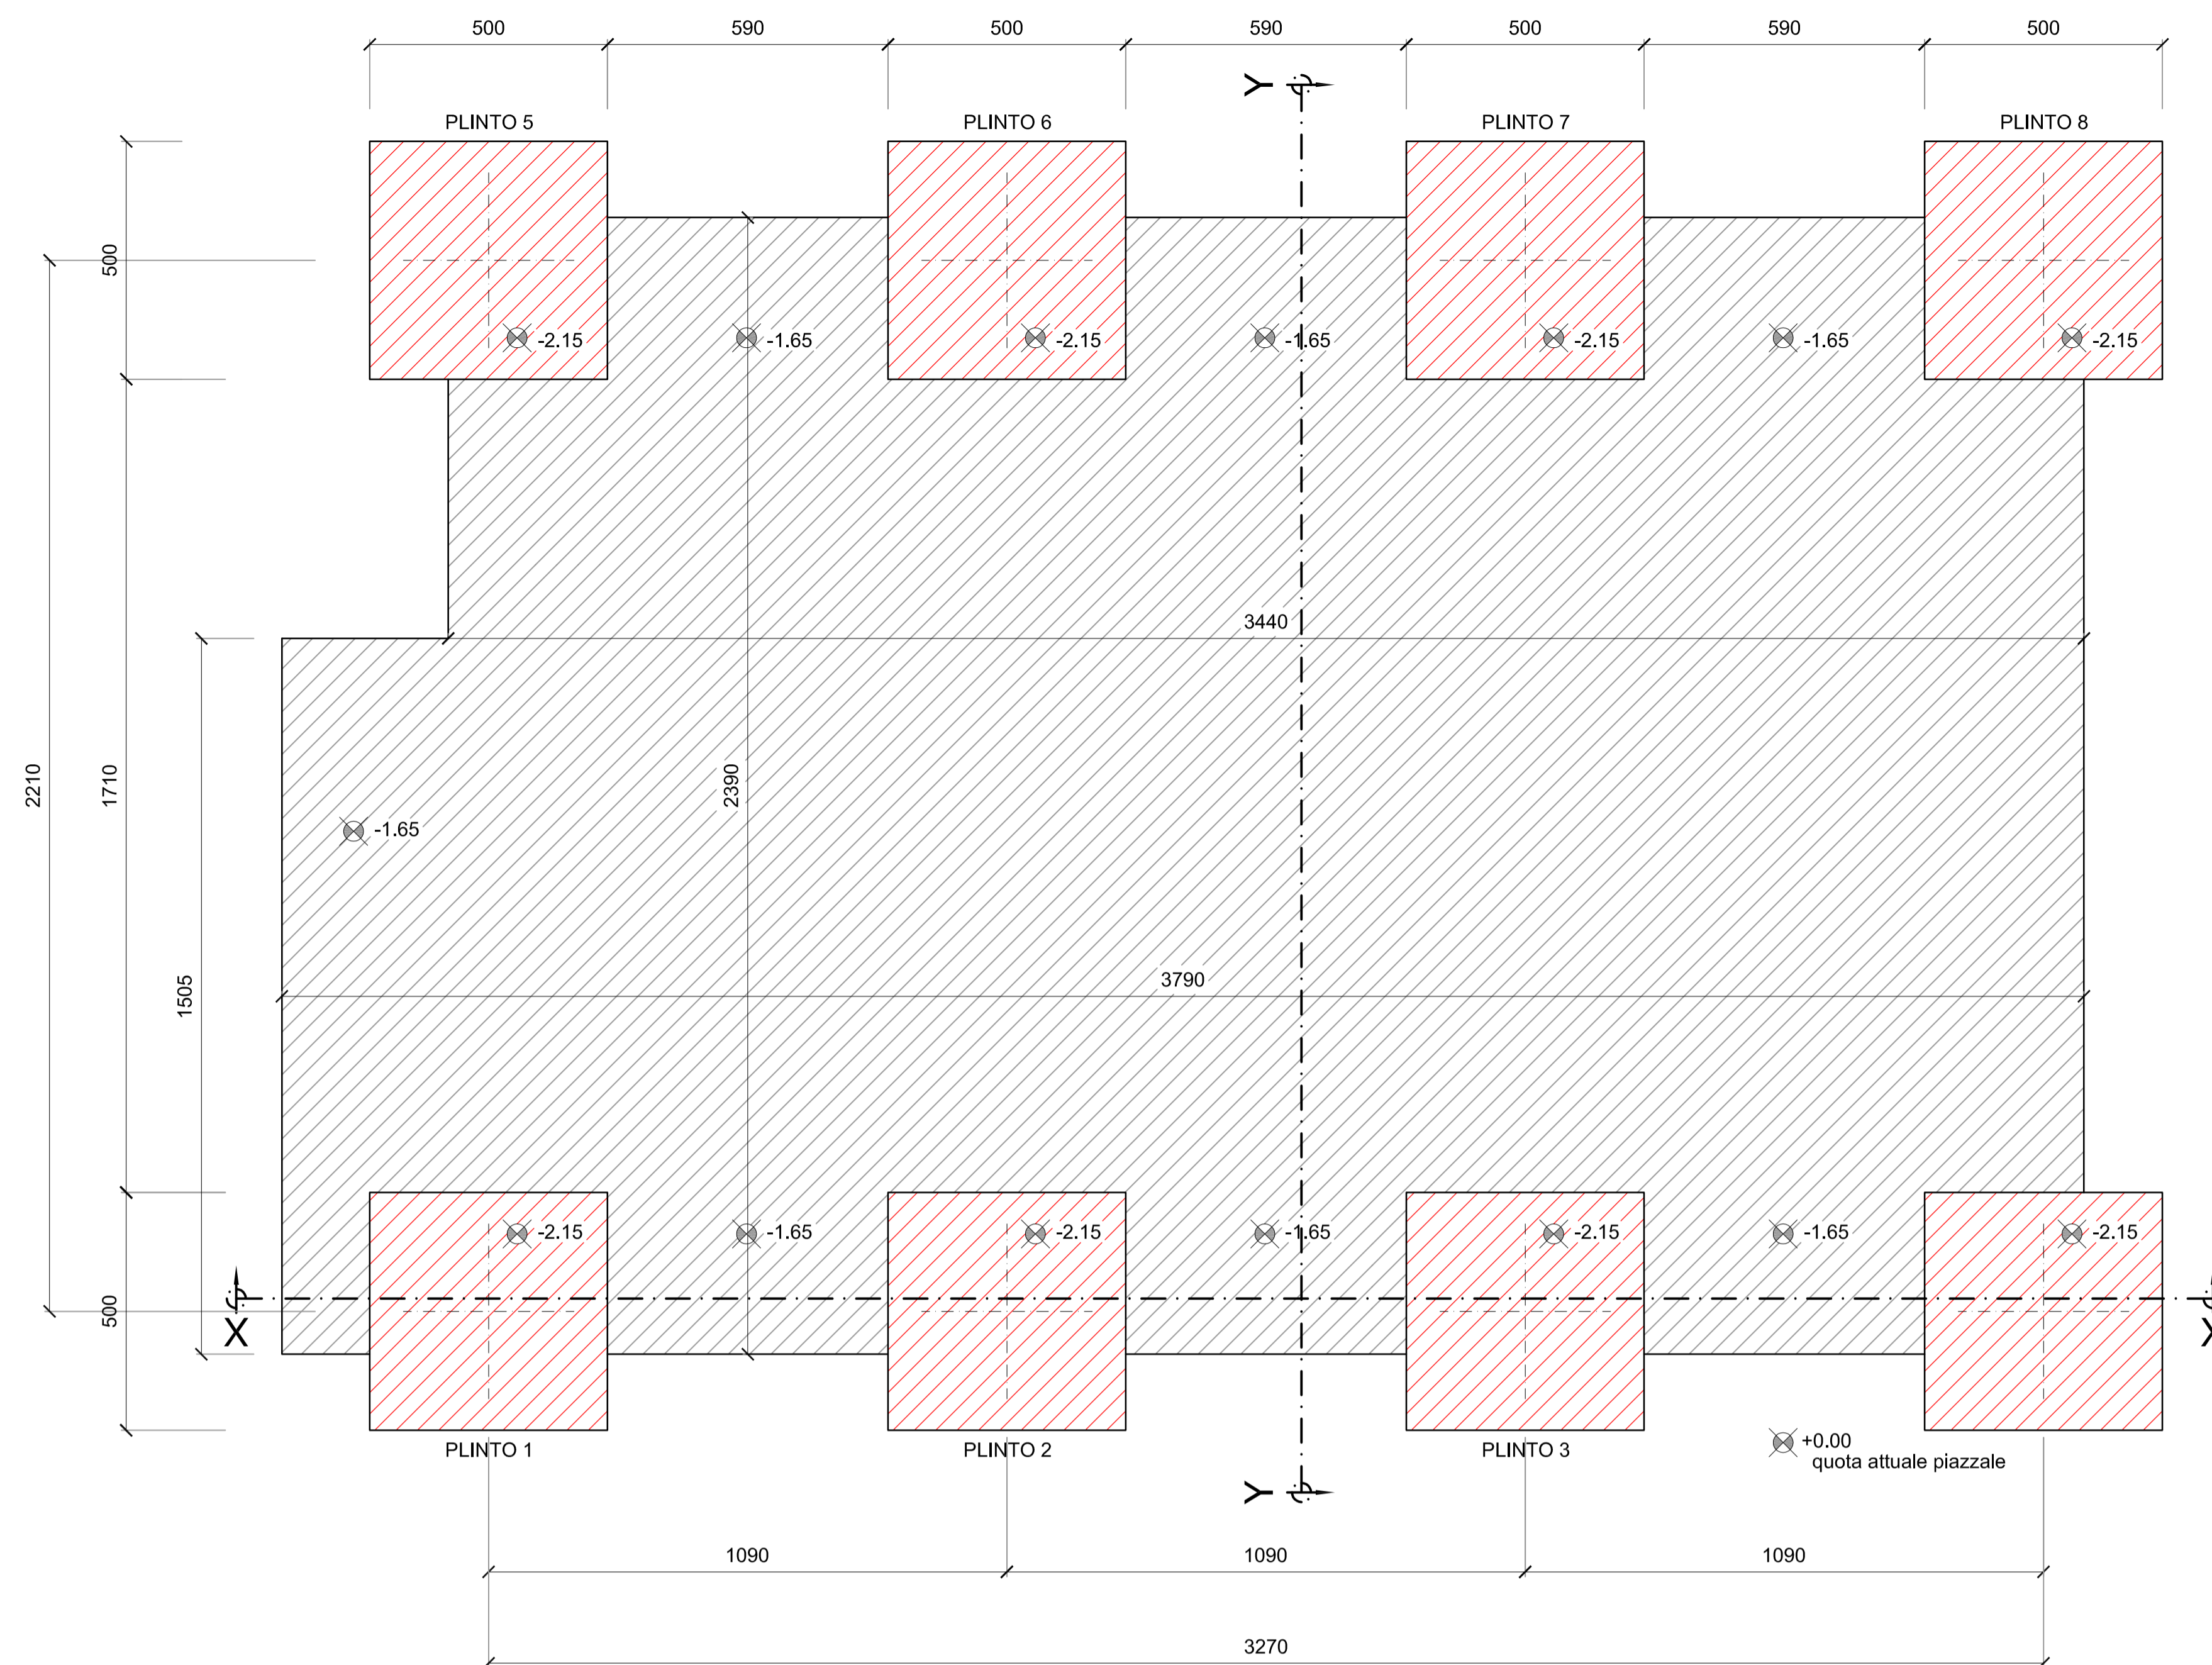 500 590 500 590 500 590 500
Y
PLINTO 5 PLINTO 6 PLINTO 7 PLINTO 8
500
-2.15 -1.65 -2.15 -1.65 -2.15 -1.65 -2.15
3440
2210 1710 2390
-1.65
3790
1505
-2.15 -1.65 -2.15 -1.65 -2.15 -1.65 -2.15
500
X X
PLINTO 1 PLINTO 2 PLINTO 3
+0.00
quota attuale piazzale
Y
1090 1090 1090
3270